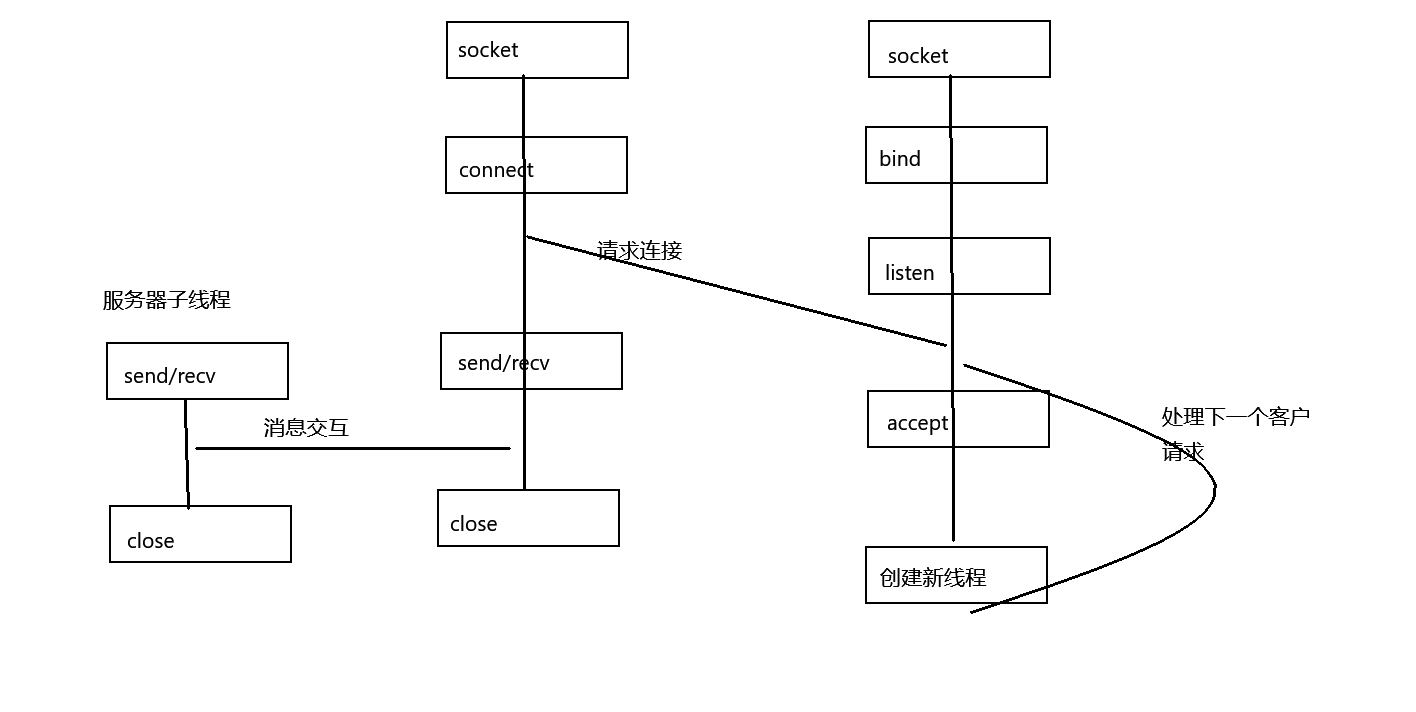 socket
socket
connect
bind
请求连接
listen
服务器子线程
send/recv
send/recv
消息交互
accept
处理下一个客户
请求
close
close
创建新线程